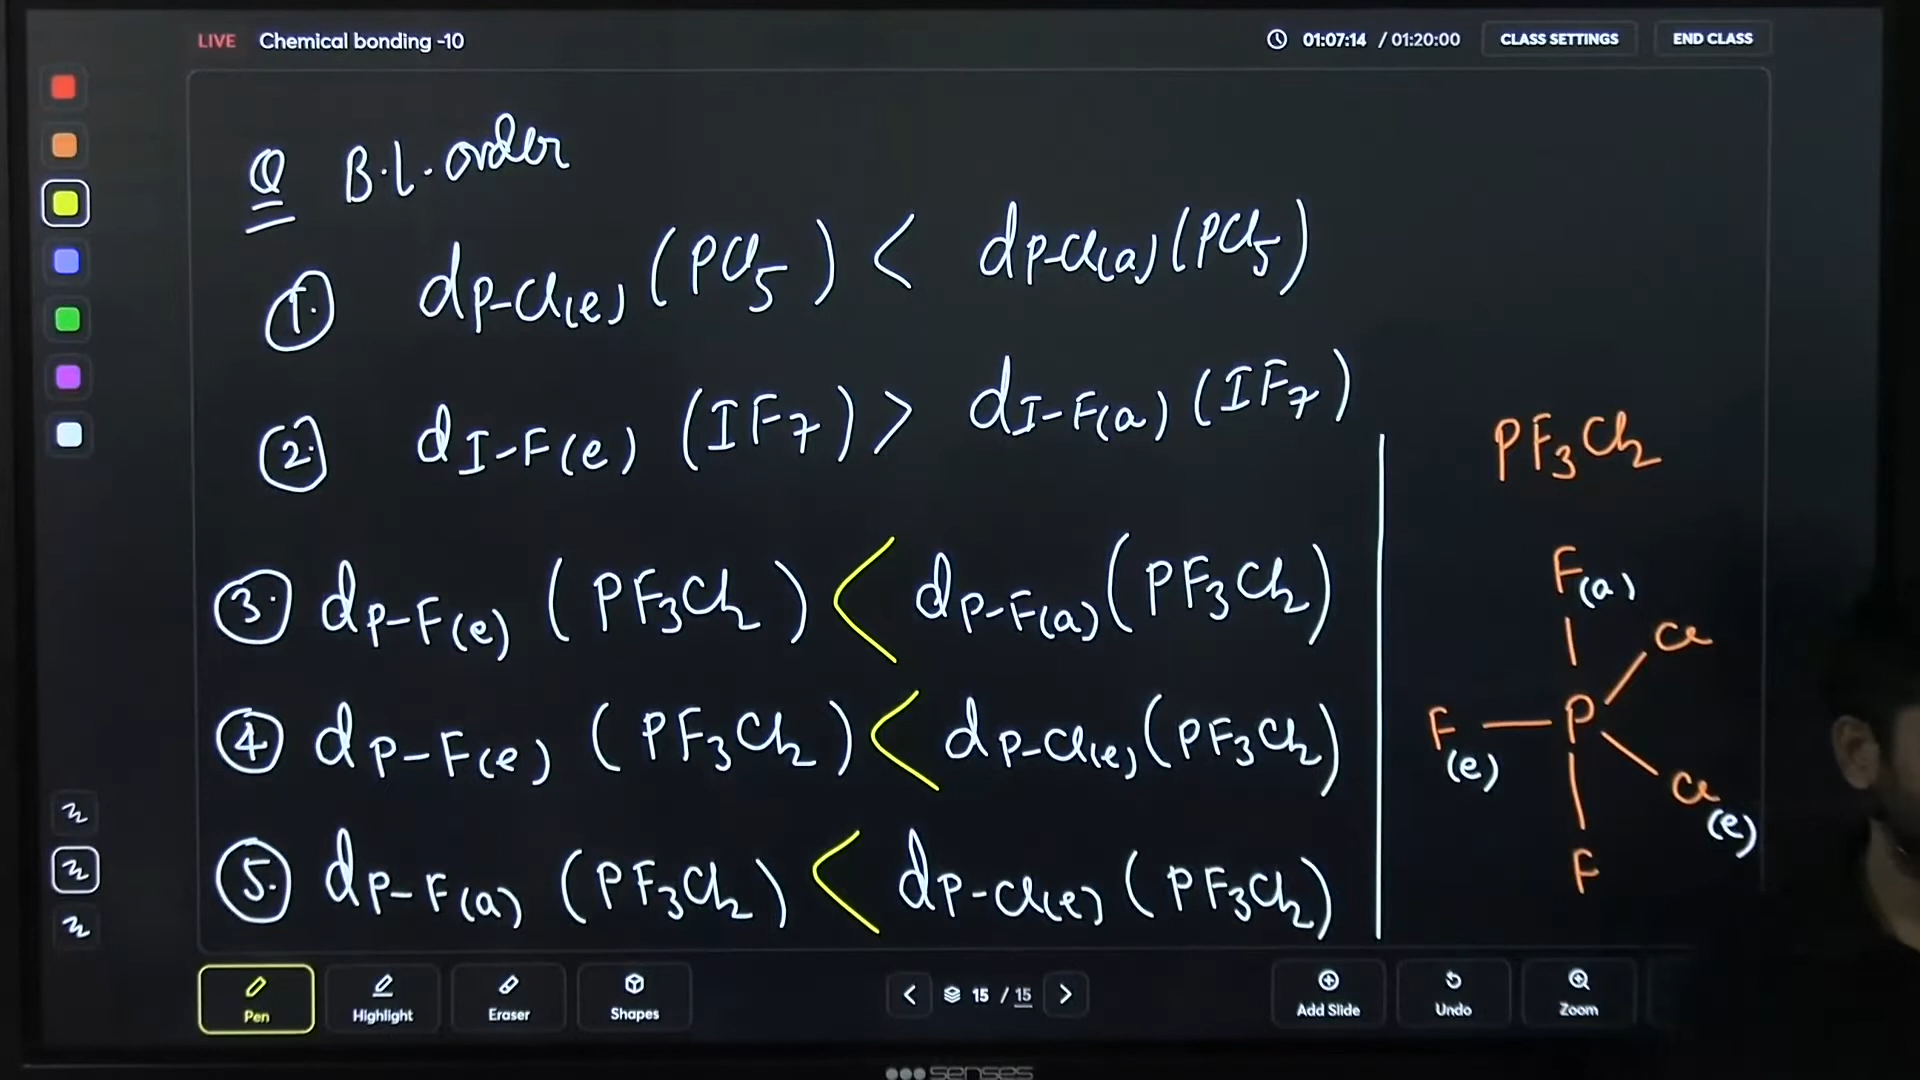 LIVE Chemical bonding -10 01:07:14 / 01:20:00 CLASS SETTINGS END CLASS
Q B.L. order
1. dP-Cl(e) (PCl5) < dP-Cl(a) (PCl5)
2. dI-F(e) (IF7) > dI-F(a) (IF7)
3. dP-F(e) (PF3Cl2) < dP-F(a) (PF3Cl2)
4. dP-F(e) (PF3Cl2) < dP-Cl(e) (PF3Cl2)
5. dP-F(a) (PF3Cl2) < dP-Cl(e) (PF3Cl2)
PF3Cl2
F(a)
Cl
F P
(e)
Cl
(e)
F
Pen Highlight Eraser Shapes 15 / 15 Add Slide Undo Zoom
senses